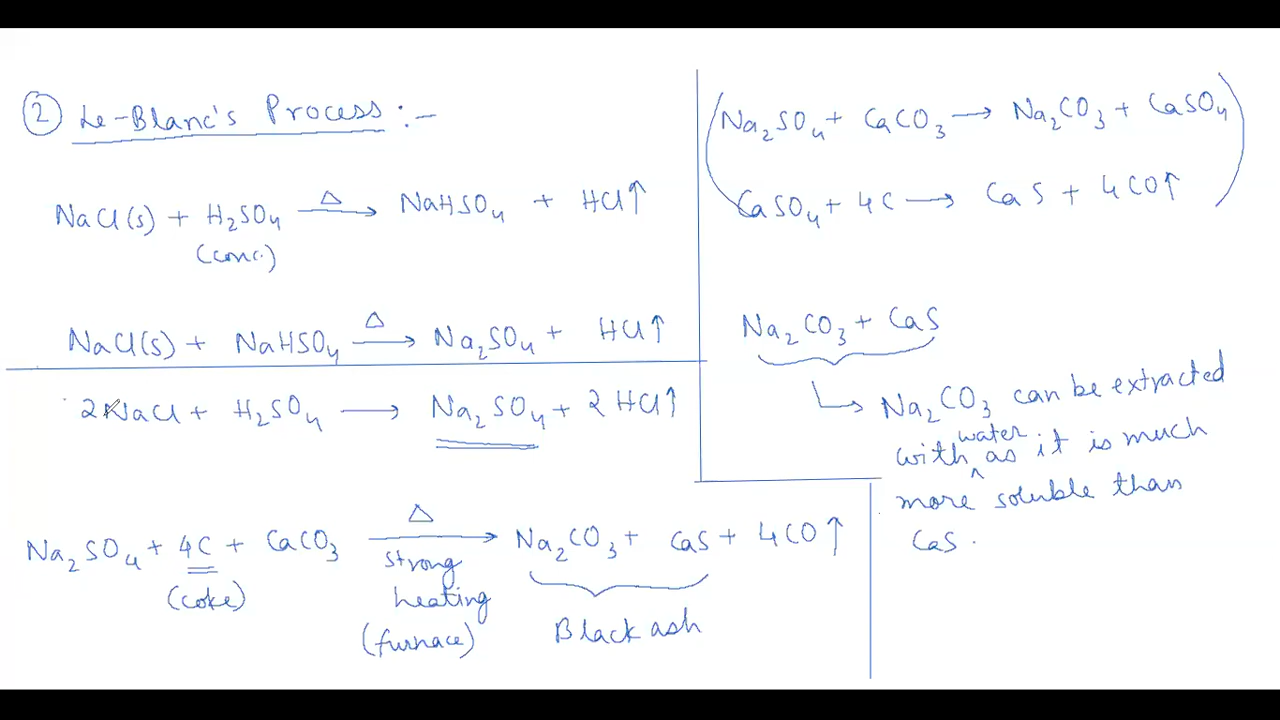 ② Le-Blanc's Process :-
NaCl(s) + H₂SO₄ →Δ NaHSO₄ + HCl↑
(conc.)
NaCl(s) + NaHSO₄ →Δ Na₂SO₄ + HCl↑
2NaCl + H₂SO₄ → Na₂SO₄ + 2HCl↑
Na₂SO₄ + 4C + CaCO₃ →Δ Na₂CO₃ + CaS + 4CO↑
(coke)
strong
heating
(furnace)
Black ash
(Na₂SO₄ + CaCO₃ → Na₂CO₃ + CaSO₄
CaSO₄ + 4C → CaS + 4CO↑)
Na₂CO₃ + CaS
↳ Na₂CO₃ can be extracted
with water as it is much
more soluble than
CaS.